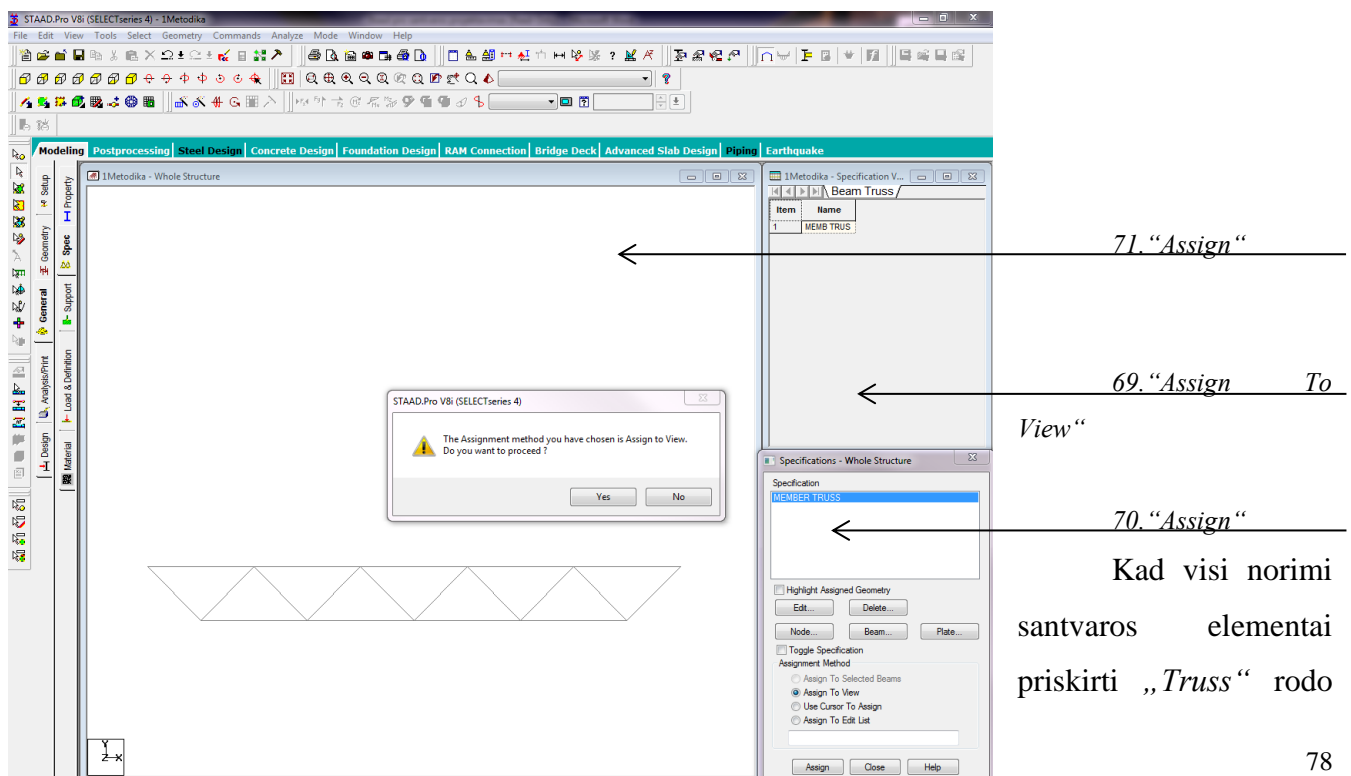 STAAD.Pro V8i (SELECTseries 4) - 1Metodika
File Edit View Tools Select Geometry Commands Analyze Mode Window Help
Modeling Postprocessing Steel Design Concrete Design Foundation Design RAM Connection Bridge Deck Advanced Slab Design Piping Earthquake
Setup
Geometry
General
Analysis/Print
Design
Property
Spec
Support
Load & Definition
Material
1Metodika - Whole Structure
1Metodika - Specification V...
Beam Truss
Item Name
1 MEMB TRUS
71.“Assign“
69.“Assign To
View“
STAAD.Pro V8i (SELECTseries 4)
The Assignment method you have chosen is Assign to View.
Do you want to proceed ?
Yes No
Specifications - Whole Structure
Specification
MEMBER TRUSS
Highlight Assigned Geometry
Edit... Delete...
Node... Beam... Plate...
Toggle Specification
Assignment Method
Assign To Selected Beams
Assign To View
Use Cursor To Assign
Assign To Edit List
Assign Close Help
70.“Assign“
Kad visi norimi
santvaros elementai
priskirti „Truss“ rodo
Y
Z X
78